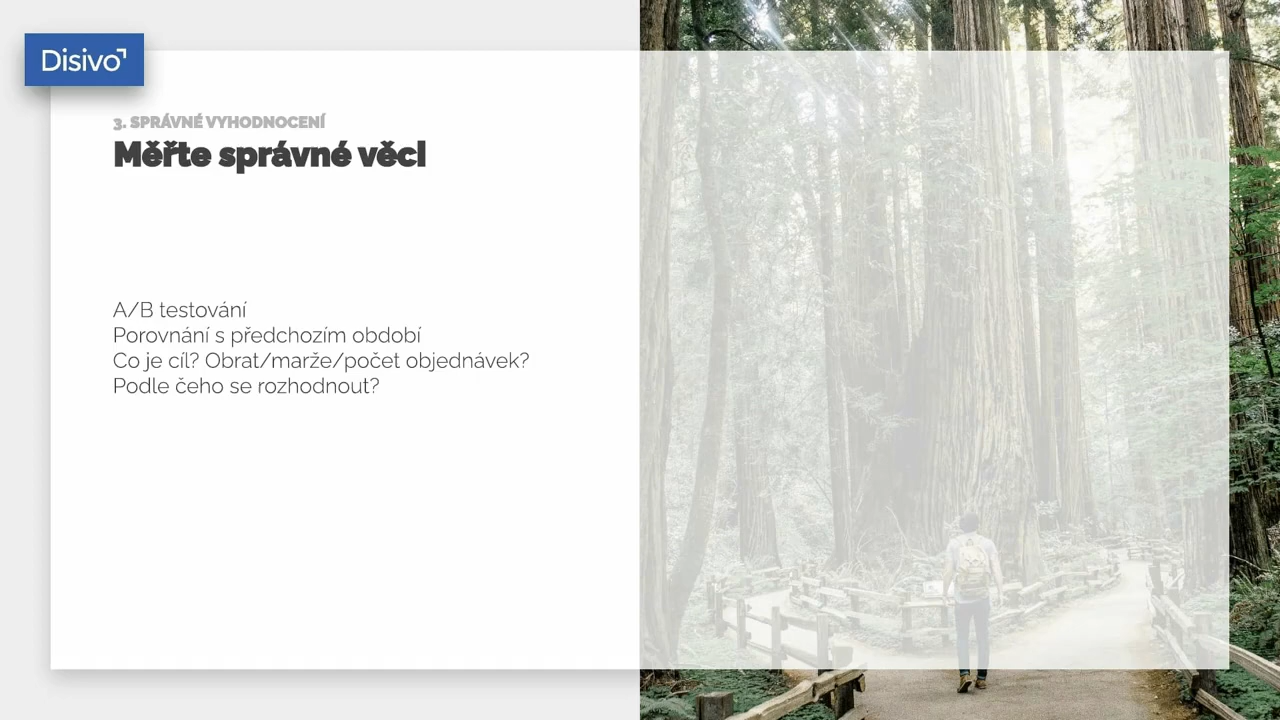 Disivo
3. SPRÁVNÉ VYHODNOCENÍ
Měřte správné věci
A/B testování
Porovnání s předchozím období
Co je cíl? Obrat/marže/počet objednávek?
Podle čeho se rozhodnout?